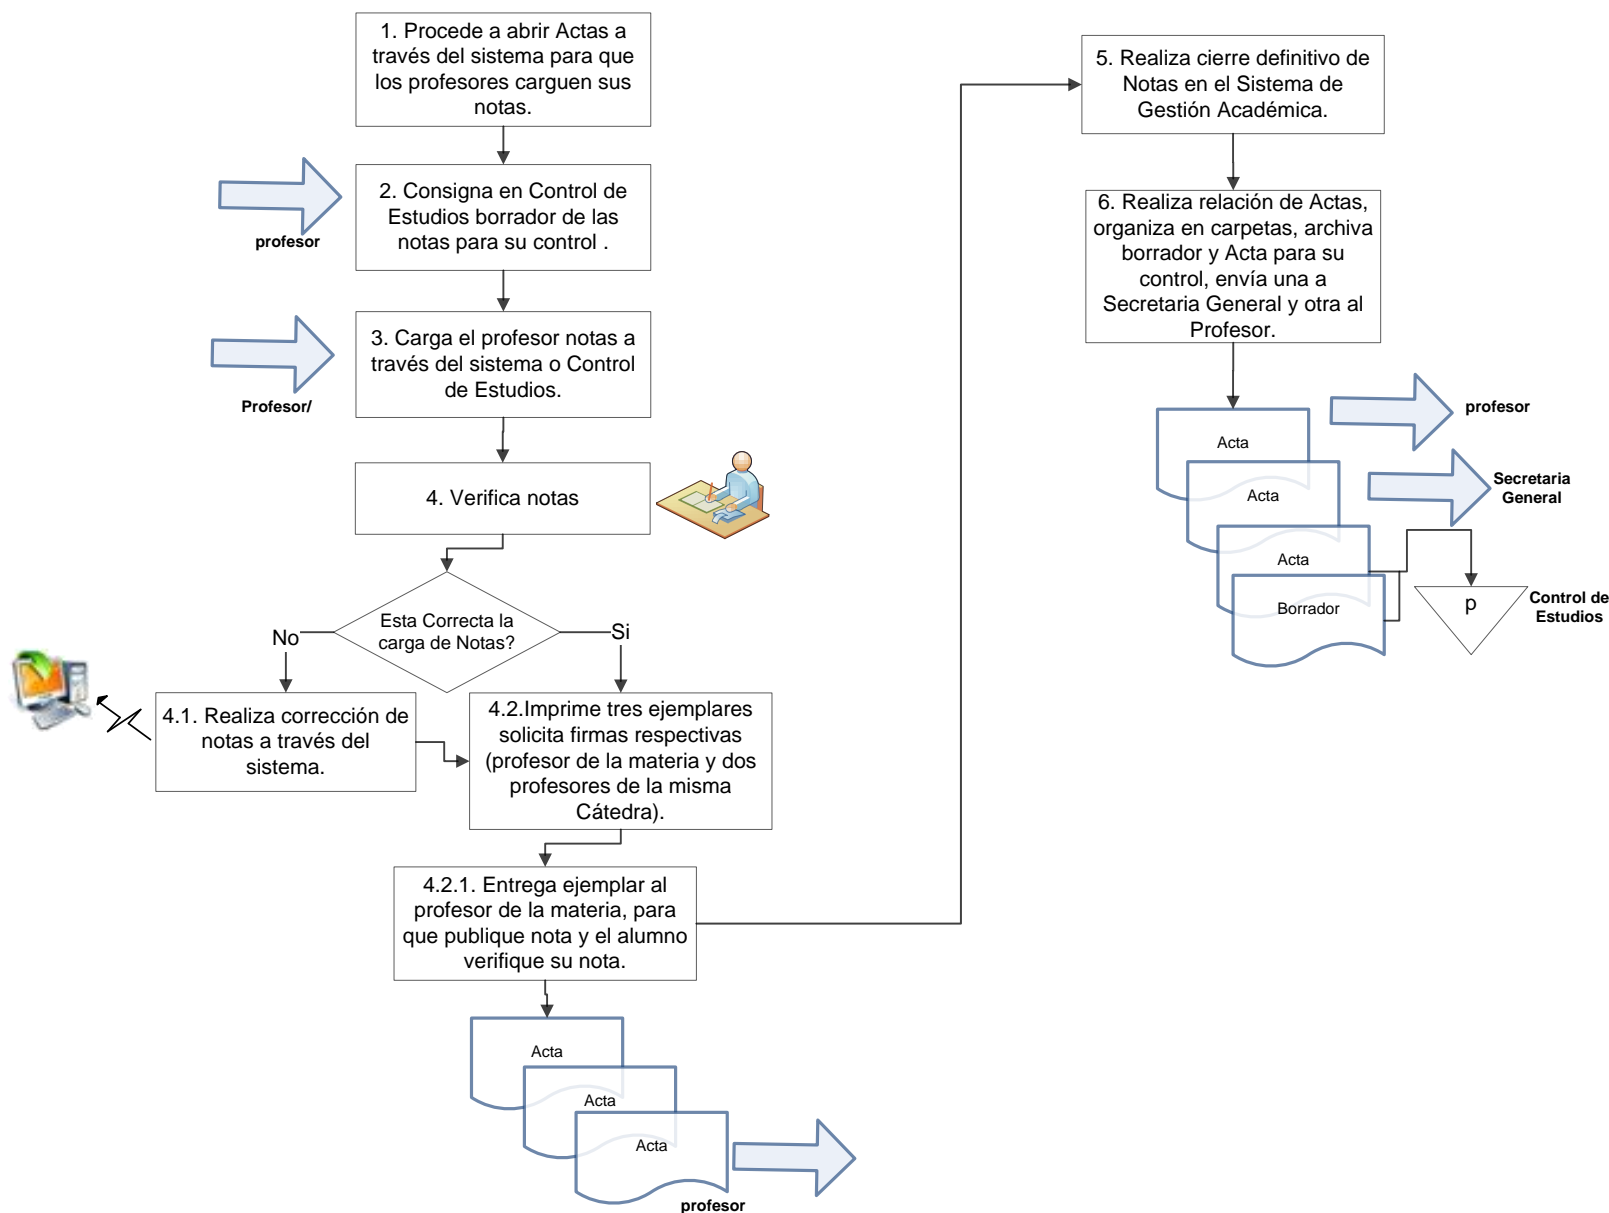 1. Procede a abrir Actas a
través del sistema para que
los profesores carguen sus
notas.
profesor
2. Consigna en Control de
Estudios borrador de las
notas para su control .
Profesor/
3. Carga el profesor notas a
través del sistema o Control
de Estudios.
4. Verifica notas
Esta Correcta la
carga de Notas?
No
Si
4.1. Realiza corrección de
notas a través del
sistema.
4.2.Imprime tres ejemplares
solicita firmas respectivas
(profesor de la materia y dos
profesores de la misma
Cátedra).
4.2.1. Entrega ejemplar al
profesor de la materia, para
que publique nota y el alumno
verifique su nota.
Acta
Acta
Acta
profesor
5. Realiza cierre definitivo de
Notas en el Sistema de
Gestión Académica.
6. Realiza relación de Actas,
organiza en carpetas, archiva
borrador y Acta para su
control, envía una a
Secretaria General y otra al
Profesor.
Acta
profesor
Acta
Secretaria
General
Acta
Borrador
p
Control de
Estudios